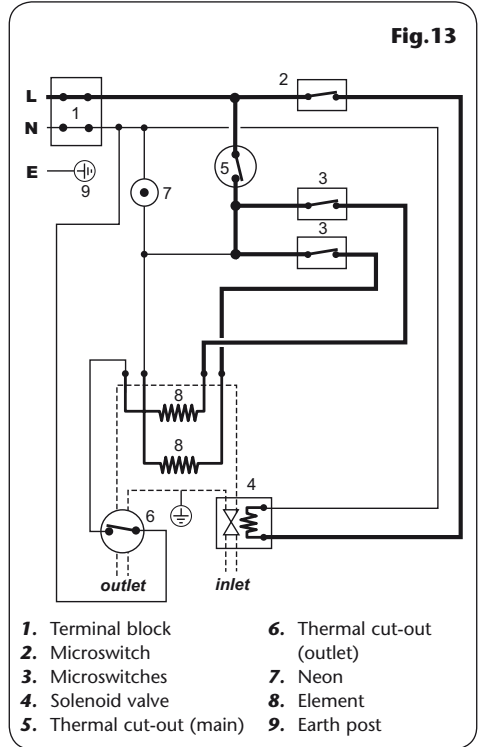 Fig.13
2
L
1
N
5
E
9
7
3
3
8
8
4
6
outlet
inlet
1. Terminal block
2. Microswitch
3. Microswitches
4. Solenoid valve
5. Thermal cut-out (main)
6. Thermal cut-out
(outlet)
7. Neon
8. Element
9. Earth post